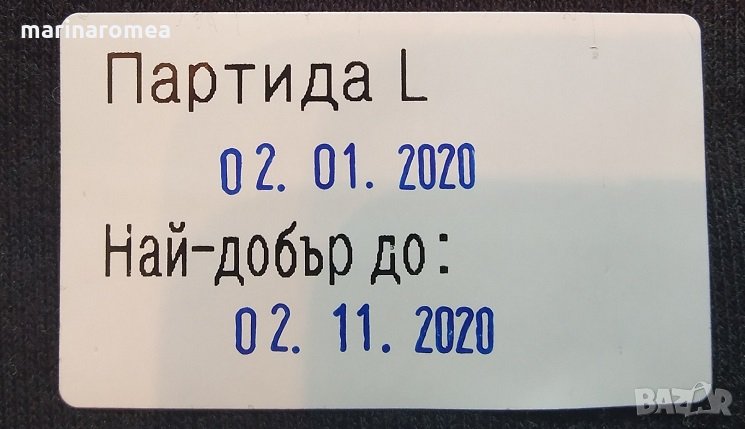 marinaromea
Партида L
02. 01. 2020
Най-добър до:
02. 11. 2020
BAZAR